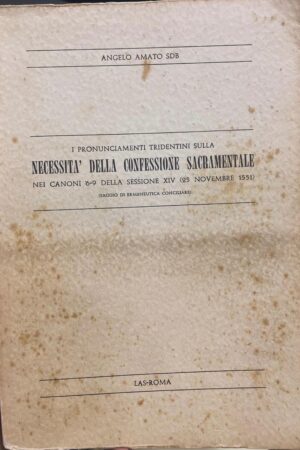 ANGELO AMATO SDB
I PRONUNCIAMENTI TRIDENTINI SULLA
NECESSITA' DELLA CONFESSIONE SACRAMENTALE
NEI CANONI 6-9 DELLA SESSIONE XIV (25 NOVEMBRE 1551)
(SAGGIO DI ERMENEUTICA CONCILIARE)
LAS-ROMA